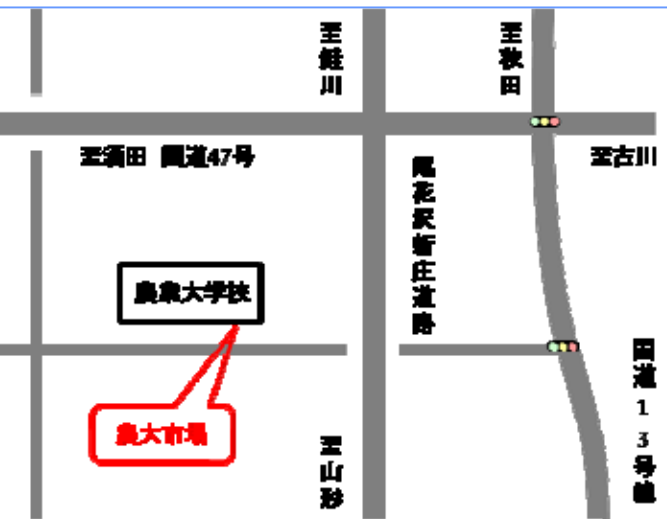 至鮭川
至秋田
至酒田 国道47号
至古川
尾花沢新庄道路
農業大学校
国道13号線
農大市場
至山形